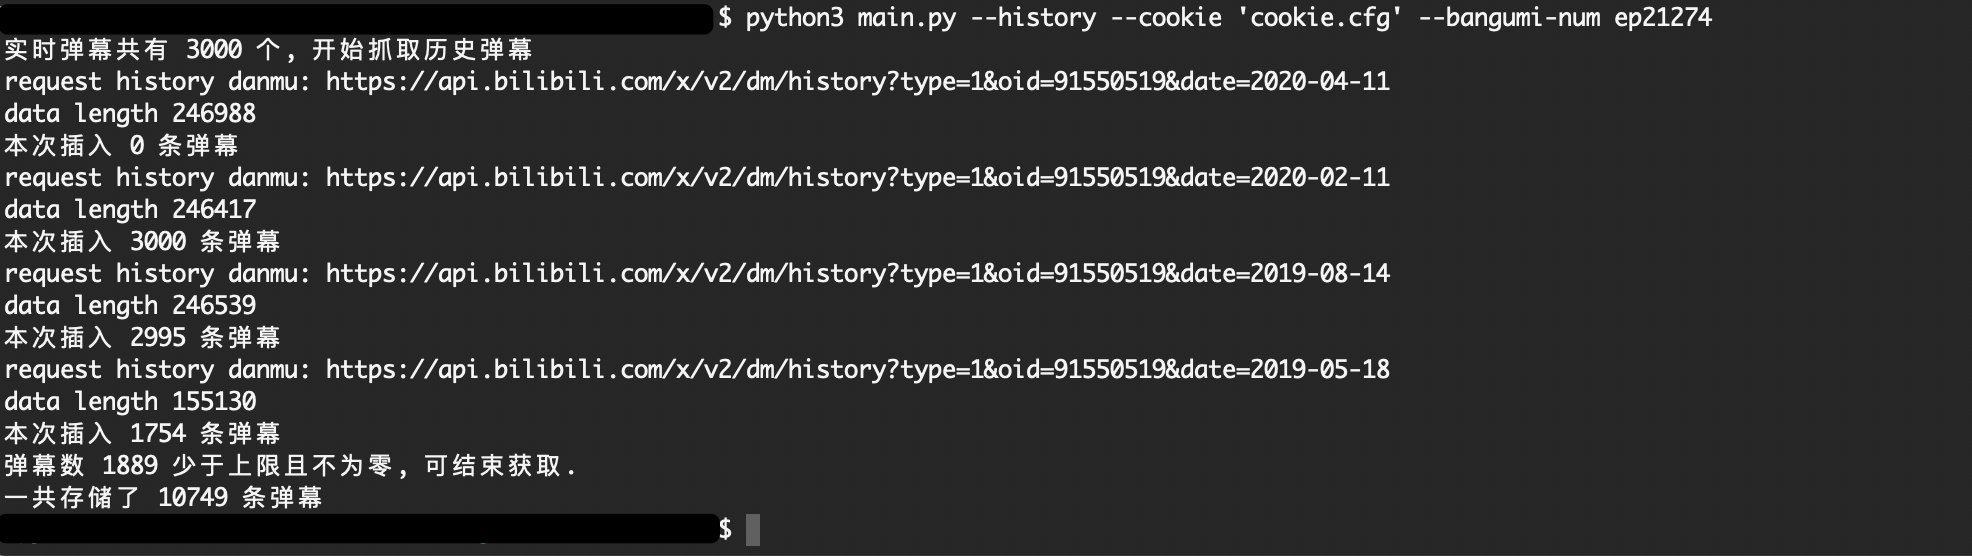 $ python3 main.py --history --cookie 'cookie.cfg' --bangumi-num ep21274
实时弹幕共有 3000 个, 开始抓取历史弹幕
request history danmu: https://api.bilibili.com/x/v2/dm/history?type=1&oid=91550519&date=2020-04-11
data length 246988
本次插入 0 条弹幕
request history danmu: https://api.bilibili.com/x/v2/dm/history?type=1&oid=91550519&date=2020-02-11
data length 246417
本次插入 3000 条弹幕
request history danmu: https://api.bilibili.com/x/v2/dm/history?type=1&oid=91550519&date=2019-08-14
data length 246539
本次插入 2995 条弹幕
request history danmu: https://api.bilibili.com/x/v2/dm/history?type=1&oid=91550519&date=2019-05-18
data length 155130
本次插入 1754 条弹幕
弹幕数 1889 少于上限且不为零, 可结束获取.
一共存储了 10749 条弹幕
$